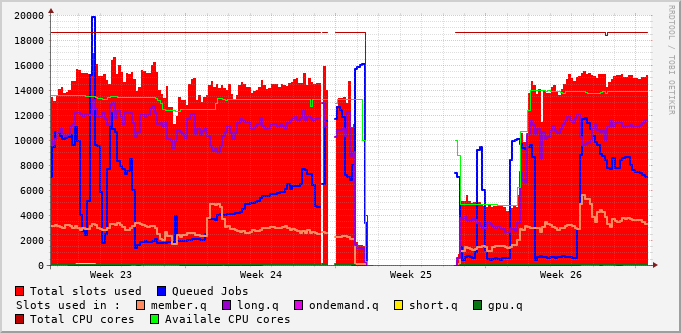 20000
18000
16000
14000
12000
10000
8000
6000
4000
2000
0
Week 23 Week 24 Week 25 Week 26
Total slots used Queued Jobs
Slots used in : member.q long.q ondemand.q short.q gpu.q
Total CPU cores Availale CPU cores
RRDTOOL / TOBI OETIKER